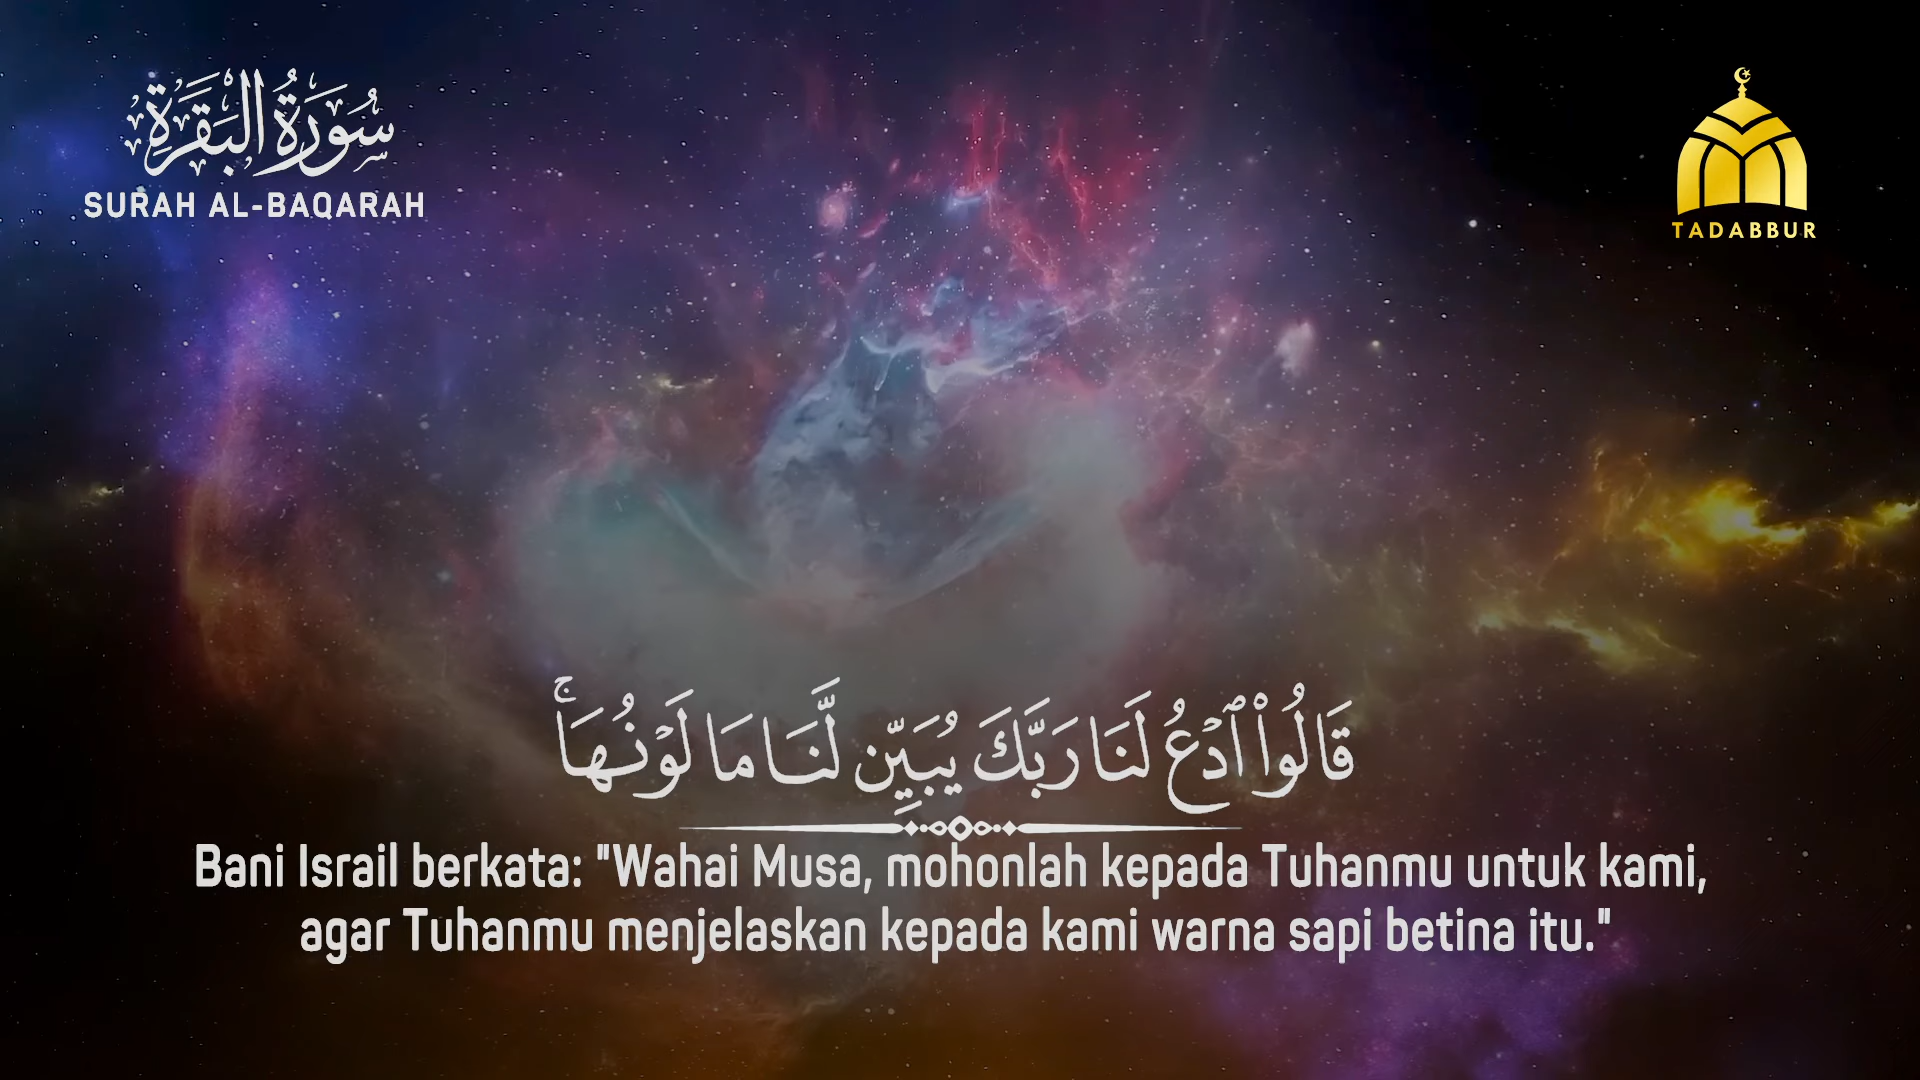 سُورَةُ الْبَقَرَةِ
SURAH AL-BAQARAH
TADABBUR
قَالُوا۟ ٱدْعُ لَنَا رَبَّكَ يُبَيِّن لَّنَا مَا لَوْنُهَا ۚ
Bani Israil berkata: "Wahai Musa, mohonlah kepada Tuhanmu untuk kami,
agar Tuhanmu menjelaskan kepada kami warna sapi betina itu."